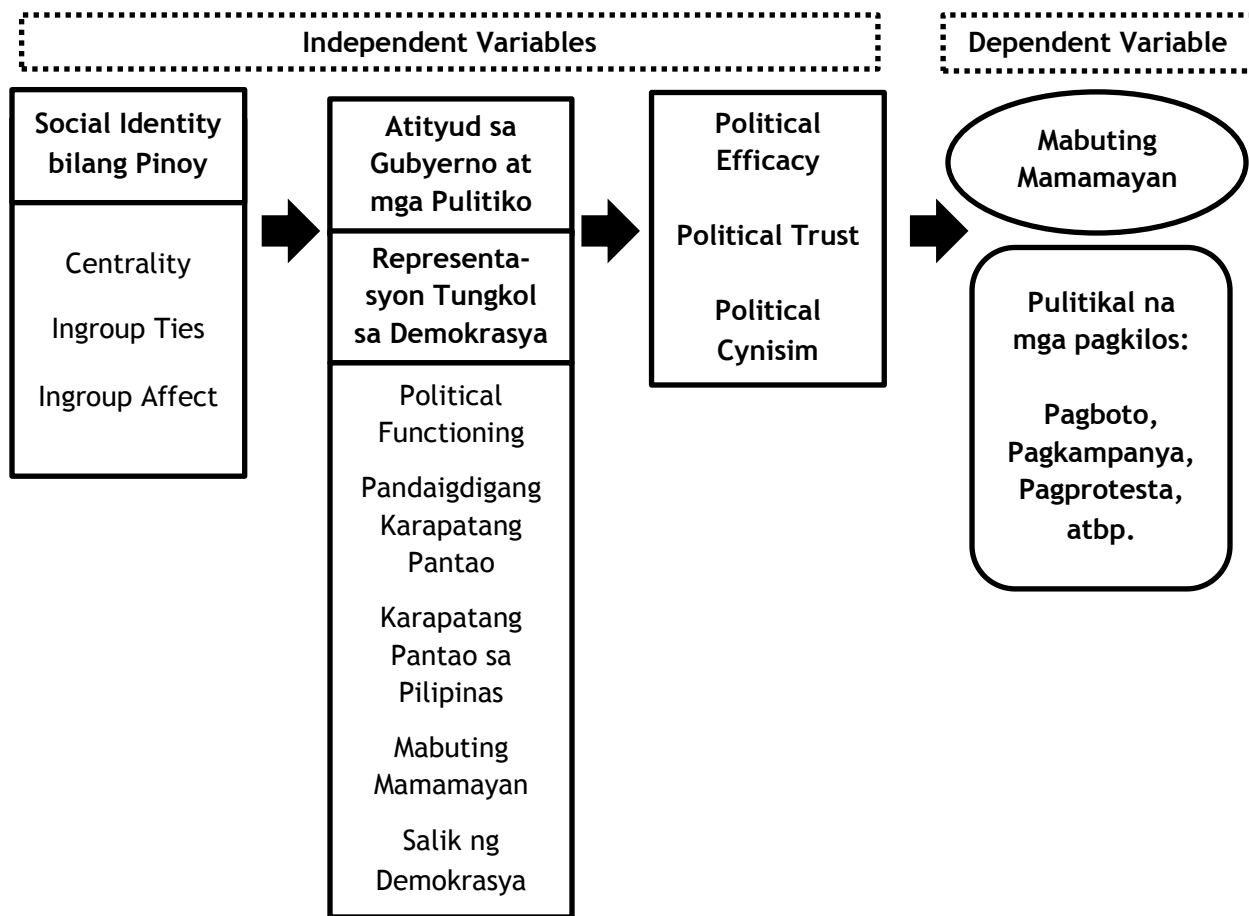 Independent Variables
Dependent Variable
Social Identity
bilang Pinoy
Centrality
Ingroup Ties
Ingroup Affect
Atityud sa
Gubyerno at
mga Pulitiko
Representa-
syon Tungkol
sa Demokrasya
Political
Functioning
Pandaigdigang
Karapatang
Pantao
Karapatang
Pantao sa
Pilipinas
Mabuting
Mamamayan
Salik ng
Demokrasya
Political
Efficacy
Political Trust
Political
Cynisim
Mabuting
Mamamayan
Pulitikal na
mga pagkilos:
Pagboto,
Pagkampanya,
Pagprotesta,
atbp.